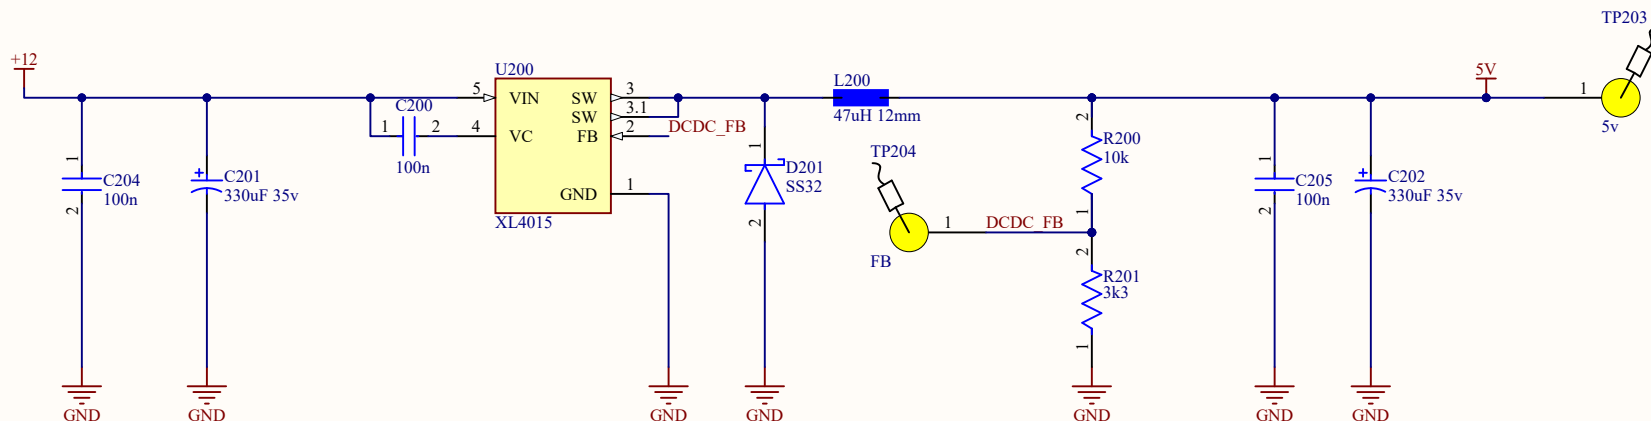 TP203
+12
U200
5V
L200
5
VIN
SW
3
1
C200
SW
3.1
47uH 12mm
5v
1
2
4
VC
FB
2
DCDC_FB
2
R200
10k
100n
TP204
1
D201
SS32
1
C204
100n
2
C201
330uF 35v
GND
1
1
C205
100n
2
C202
330uF 35v
XL4015
2
1
1
DCDC_FB
FB
2
R201
3k3
1
GND
GND
GND
GND
GND
GND
GND
+
+